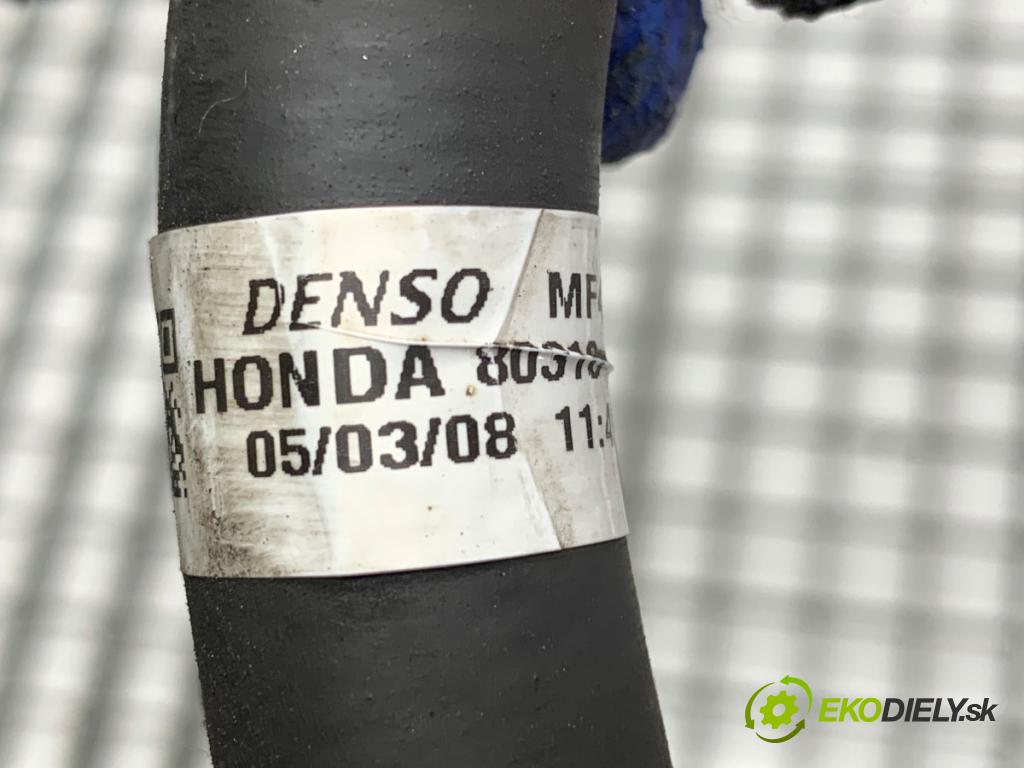 DENSO
HONDA
05/03/08
EKODIELY.sk